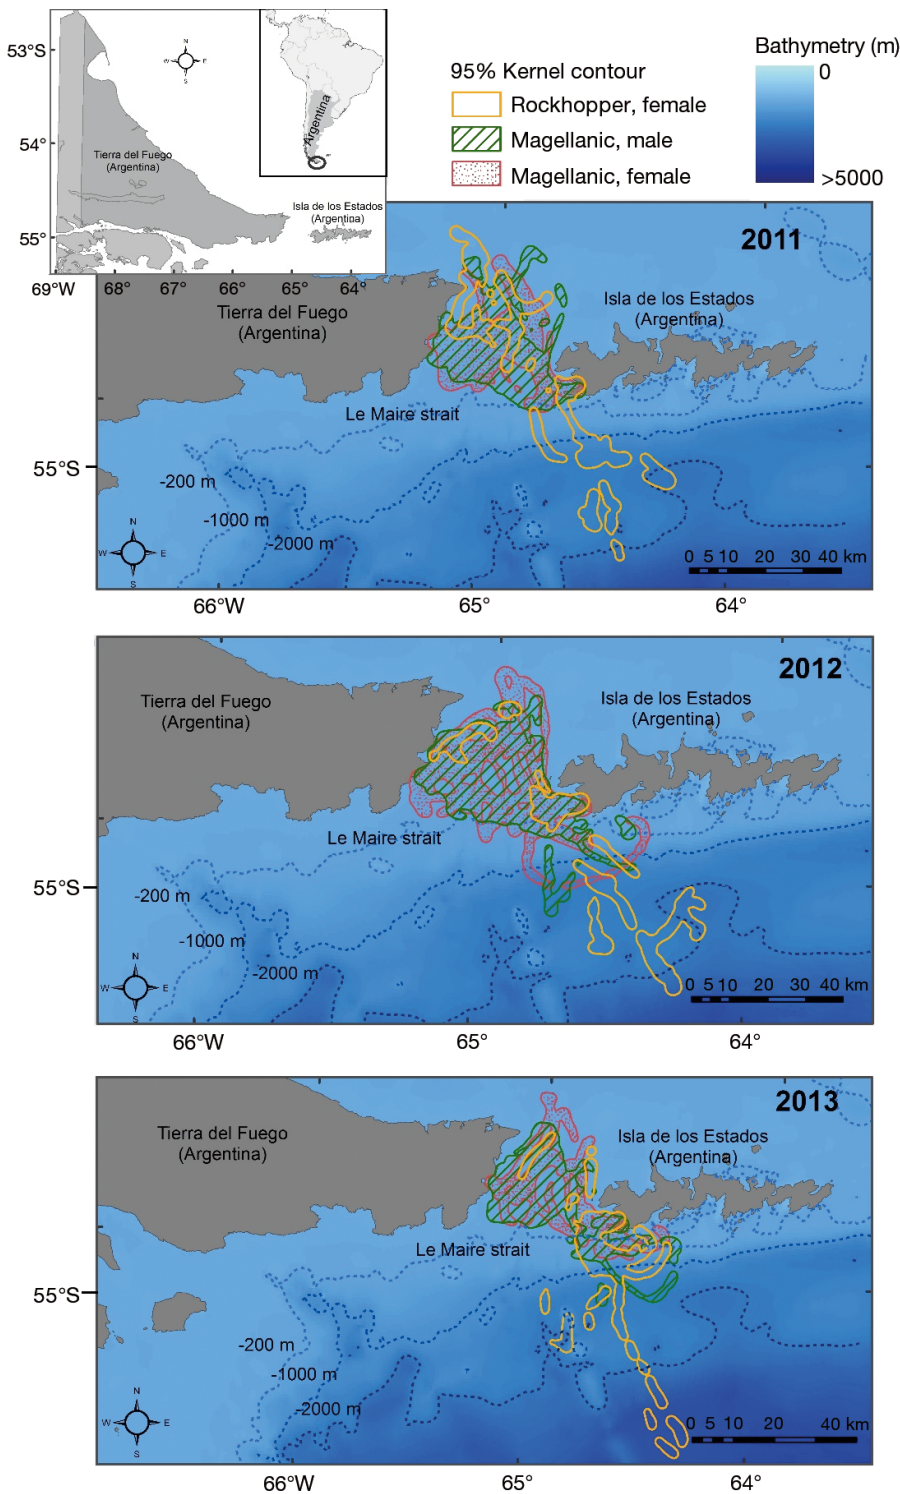 53°S
54°
55°
69°W
68°
67°
66°
65°
64°
N
W
E
S
Tierra del Fuego
(Argentina)
Isla de los Estados
(Argentina)
Argentina
95% Kernel contour
Rockhopper, female
Magellanic, male
Magellanic, female
Bathymetry (m)
0
>5000
2011
Tierra del Fuego
(Argentina)
Isla de los Estados
(Argentina)
Le Maire strait
55°S
-200 m
-1000 m
-2000 m
N
W
E
S
0 5 10 20 30 40 km
66°W
65°
64°
2012
Tierra del Fuego
(Argentina)
Isla de los Estados
(Argentina)
Le Maire strait
55°S
-200 m
-1000 m
-2000 m
N
W
E
S
0 5 10 20 30 40 km
66°W
65°
64°
2013
Tierra del Fuego
(Argentina)
Isla de los Estados
(Argentina)
Le Maire strait
55°S
-200 m
-1000 m
-2000 m
N
W
E
S
0 5 10 20 40 km
66°W
65°
64°